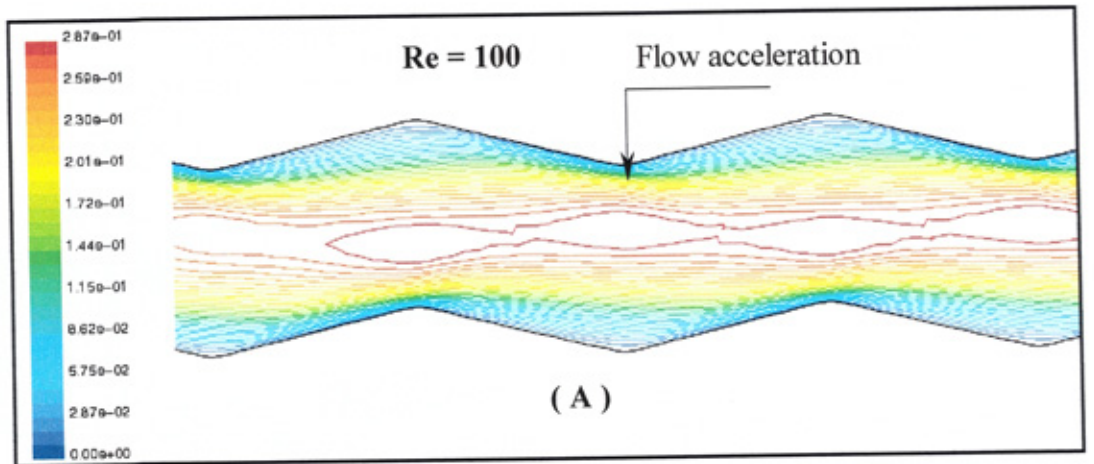 Re = 100
Flow acceleration
2.87e-01
2.59e-01
2.30e-01
2.01e-01
1.72e-01
1.44e-01
1.15e-01
8.62e-02
5.75e-02
2.87e-02
0.00e+00
( A )